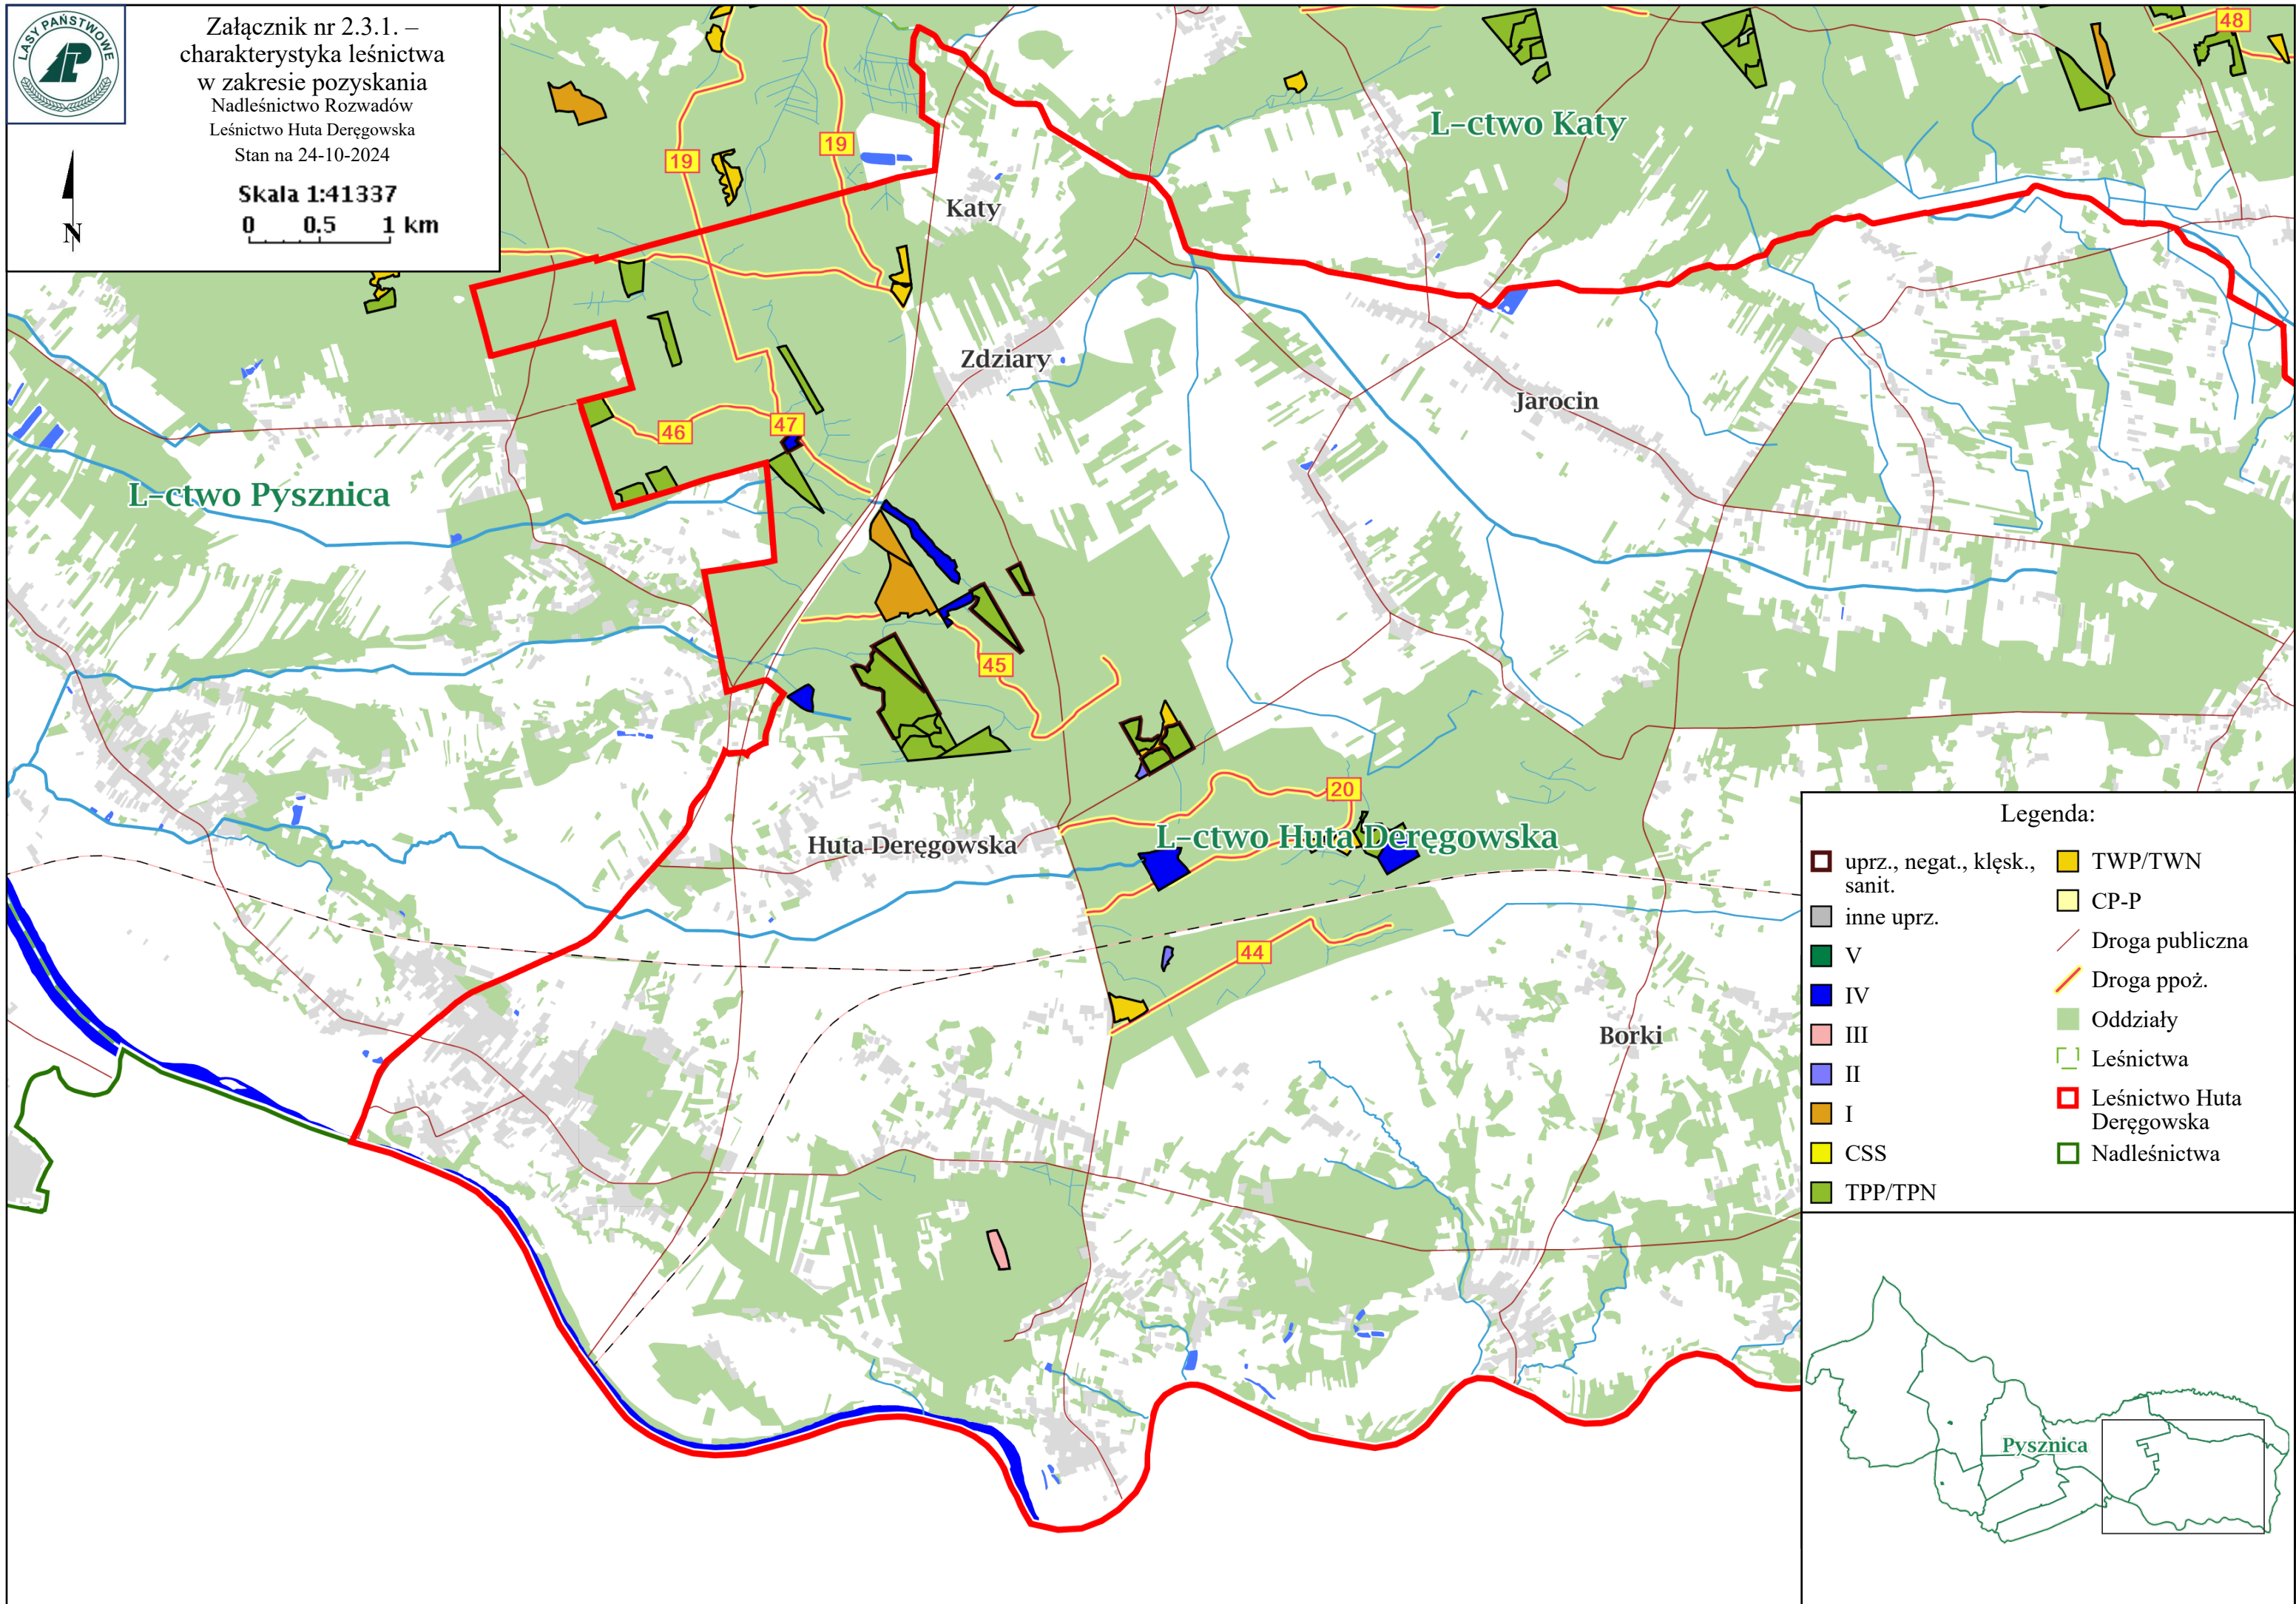 LASY PAŃSTWOWE
Załącznik nr 2.3.1. –
charakterystyka leśnictwa
w zakresie pozyskania
Nadleśnictwo Rozwadów
Leśnictwo Huta Deręgowska
Stan na 24-10-2024
Skala 1:41337
0 0.5 1 km
N
48
19
19
L-ctwo Katy
Katy
Zdziary
Jarocin
46
47
L-ctwo Pysznica
45
20
L-ctwo Huta Deręgowska
Huta Deręgowska
44
Borki
Legenda:
uprz., negat., klęsk.,
sanit.
inne uprz.
V
IV
III
II
I
CSS
TPP/TPN
TWP/TWN
CP-P
Droga publiczna
Droga ppoż.
Oddziały
Leśnictwa
Leśnictwo Huta
Deręgowska
Nadleśnictwa
Pysznica